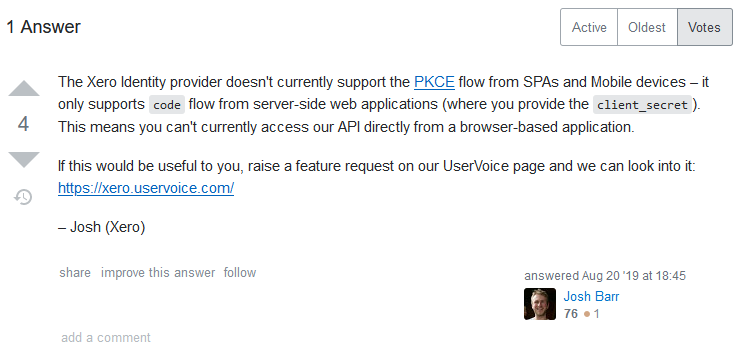 1 Answer
Active Oldest Votes
The Xero Identity provider doesn't currently support the PKCE flow from SPAs and Mobile devices – it
only supports code flow from server-side web applications (where you provide the client_secret).
This means you can't currently access our API directly from a browser-based application.
4
If this would be useful to you, raise a feature request on our UserVoice page and we can look into it:
https://xero.uservoice.com/
– Josh (Xero)
share improve this answer follow
answered Aug 20 '19 at 18:45
Josh Barr
76 1
add a comment